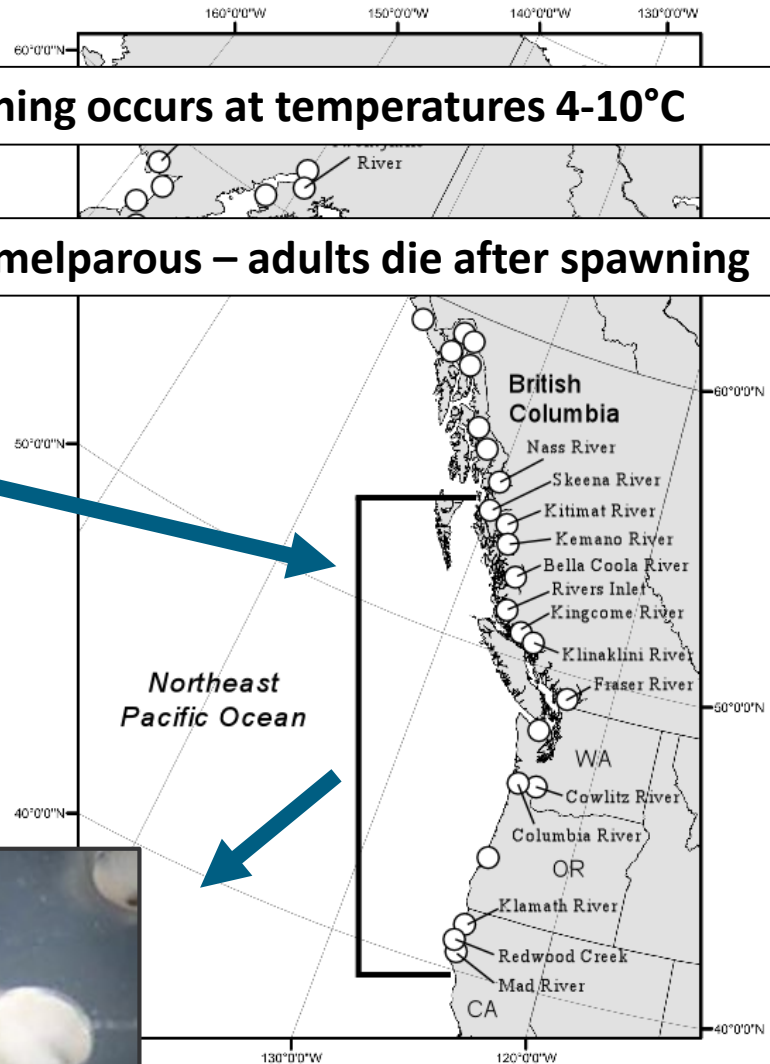 160°0'0"W 150°0'0"W 140°0'0"W 130°0'0"W
60°0'0"N
ning occurs at temperatures 4-10°C
River
melparous – adults die after spawning
British
Columbia
60°0'0"N
Nass River
50°0'0"N
Skeena River
Kitimat River
Kemano River
Bella Coola River
Rivers Inlet
Kingcome River
Klinaklini River
Northeast
Pacific Ocean
Fraser River
50°0'0"N
WA
Cowlitz River
40°0'0"N
Columbia River
OR
Klamath River
Redwood Creek
Mad River
CA
40°0'0"N
130°0'0"W 120°0'0"W